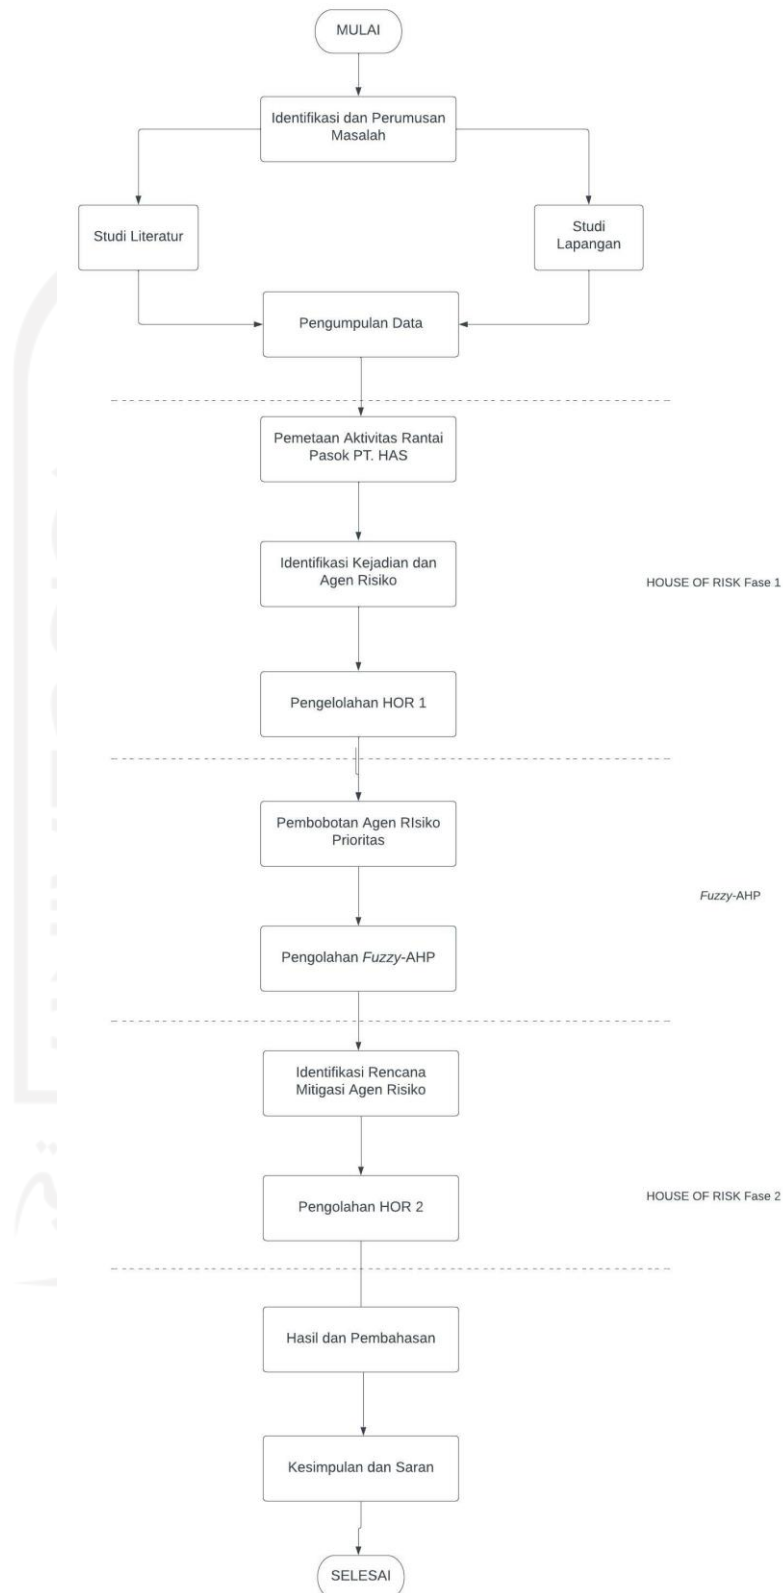 MULAI
Identifikasi dan Perumusan
Masalah
Studi Literatur
Studi
Lapangan
Pengumpulan Data
Pemetaan Aktivitas Rantai
Pasok PT. HAS
Identifikasi Kejadian dan
Agen Risiko
HOUSE OF RISK Fase 1
Pengelolahan HOR 1
Pembobotan Agen RIsiko
Prioritas
Fuzzy-AHP
Pengolahan Fuzzy-AHP
Identifikasi Rencana
Mitigasi Agen Risiko
Pengolahan HOR 2
HOUSE OF RISK Fase 2
Hasil dan Pembahasan
Kesimpulan dan Saran
SELESAI